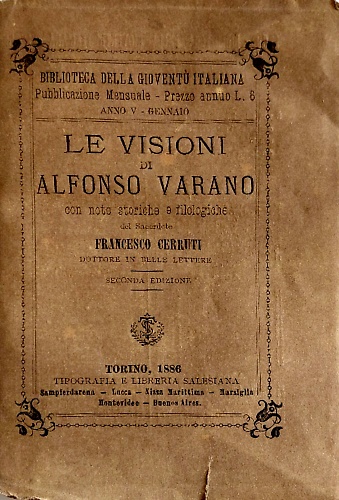 BIBLIOTECA DELLA GIOVENTÙ ITALIANA
Pubblicazione Mensuale - Prezzo annuo L. 6
ANNO V - GENNAIO
LE VISIONI
DI
ALFONSO VARANO
con note storiche e filologiche
del Sacerdote
FRANCESCO CERRUTI
DOTTORE IN BELLE LETTERE
SECONDA EDIZIONE
TORINO, 1886
TIPOGRAFIA E LIBRERIA SALESIANA
Sampierdarena — Lucca — Nizza Marittima — Marsiglia
Montevideo — Buenos Aires.